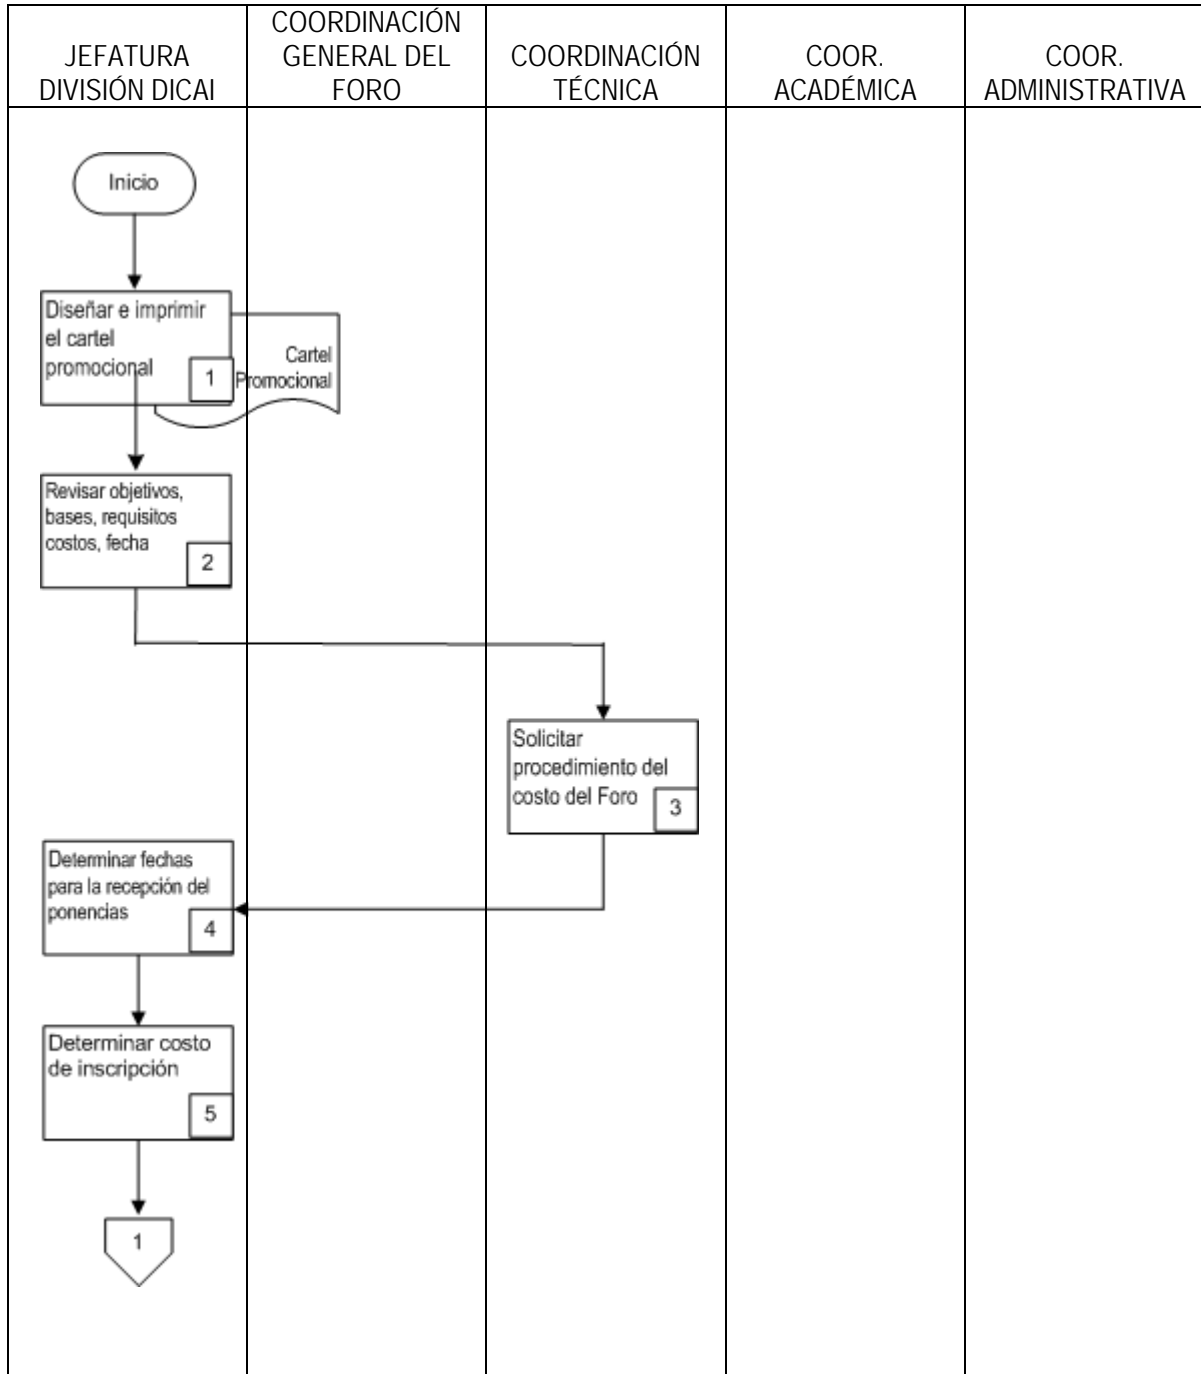 JEFATURA
DIVISIÓN DICAI
COORDINACIÓN
GENERAL DEL
FORO
COORDINACIÓN
TÉCNICA
COOR.
ACADÉMICA
COOR.
ADMINISTRATIVA
Inicio
Diseñar e imprimir
el cartel
promocional
1
Cartel
Promocional
Revisar objetivos,
bases, requisitos
costos, fecha
2
Solicitar
procedimiento del
costo del Foro
3
Determinar fechas
para la recepción del
ponencias
4
Determinar costo
de inscripción
5
1